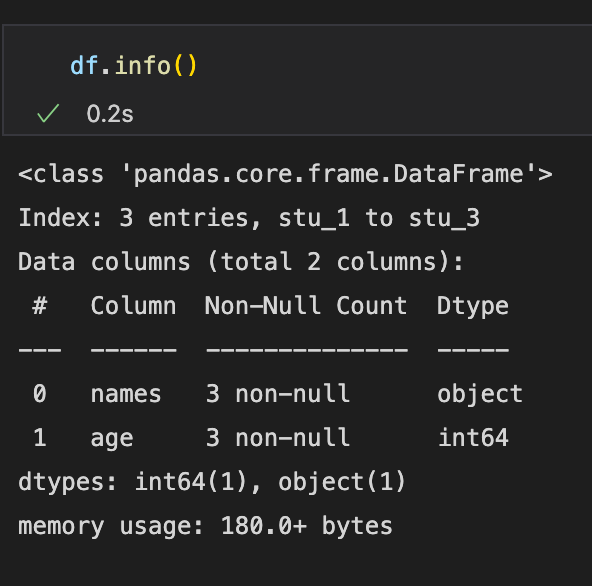 df.info()
✓ 0.2s
<class 'pandas.core.frame.DataFrame'>
Index: 3 entries, stu_1 to stu_3
Data columns (total 2 columns):
 #   Column  Non-Null Count  Dtype
---  ------  --------------  -----
 0   names   3 non-null      object
 1   age     3 non-null      int64
dtypes: int64(1), object(1)
memory usage: 180.0+ bytes